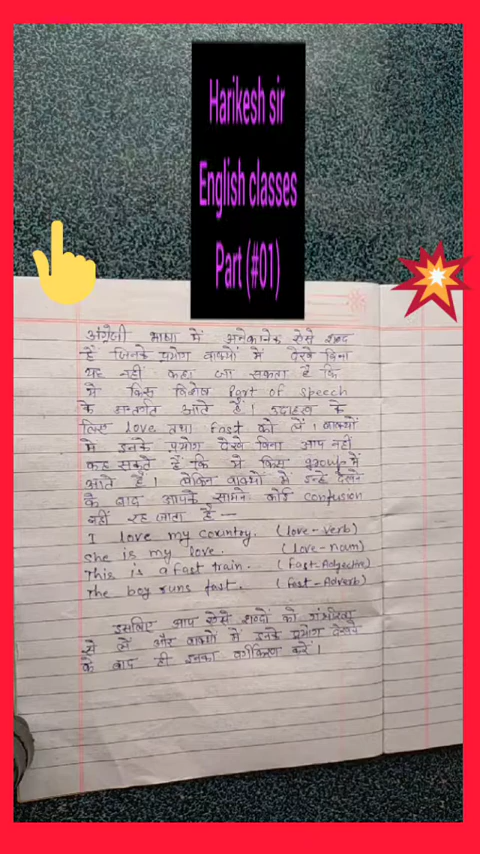 Harikesh sir
English classes
Part (#01)
अंग्रेजी भाषा में अनेकानेक ऐसे शब्द
हैं जिनके प्रयोग वाक्यों में देखे बिना
यह नहीं कहा जा सकता है कि
ये किस विशेष Part of speech
के अन्तर्गत आते हैं। उदाहरण के
लिए love तथा Fast को लें। वाक्यों
में इनके प्रयोग देखे बिना आप नहीं
कह सकते हैं कि ये किस group में
आते हैं। लेकिन वाक्यों में इन्हें देखने
के बाद आपके सामने कोई confusion
नहीं रह जाता है —
I love my country. (love-verb)
She is my love. (love-noun)
This is a fast train. (Fast-Adjective)
The boy runs fast. (Fast-Adverb)
इसलिए आप ऐसे शब्दों को गंभीरता
से लें और वाक्यों में उनके प्रयोग देखने
के बाद ही उनका वर्गीकरण करें।